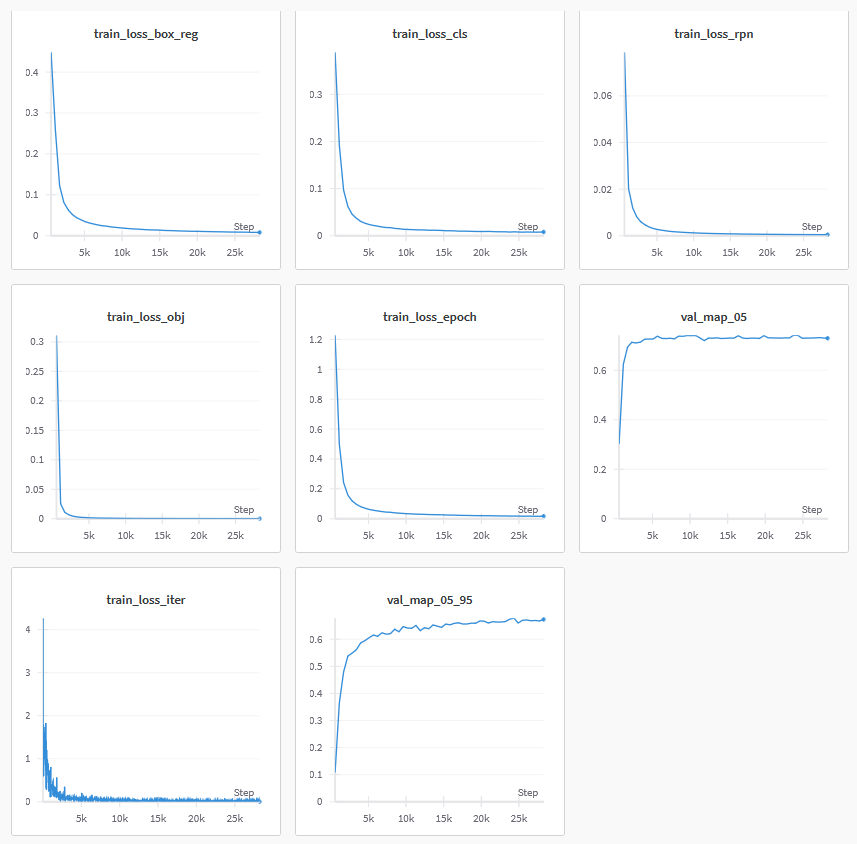 train_loss_box_reg
0.4
0.3
0.2
0.1
0
Step
5k 10k 15k 20k 25k
train_loss_cls
0.3
0.2
0.1
0
Step
5k 10k 15k 20k 25k
train_loss_rpn
0.06
0.04
0.02
0
Step
5k 10k 15k 20k 25k
train_loss_obj
0.3
0.25
0.2
0.15
0.1
0.05
0
Step
5k 10k 15k 20k 25k
train_loss_epoch
1.2
1
0.8
0.6
0.4
0.2
0
Step
5k 10k 15k 20k 25k
val_map_05
0.6
0.4
0.2
0
Step
5k 10k 15k 20k 25k
train_loss_iter
4
3
2
1
0
Step
5k 10k 15k 20k 25k
val_map_05_95
0.6
0.5
0.4
0.3
0.2
0.1
0
Step
5k 10k 15k 20k 25k